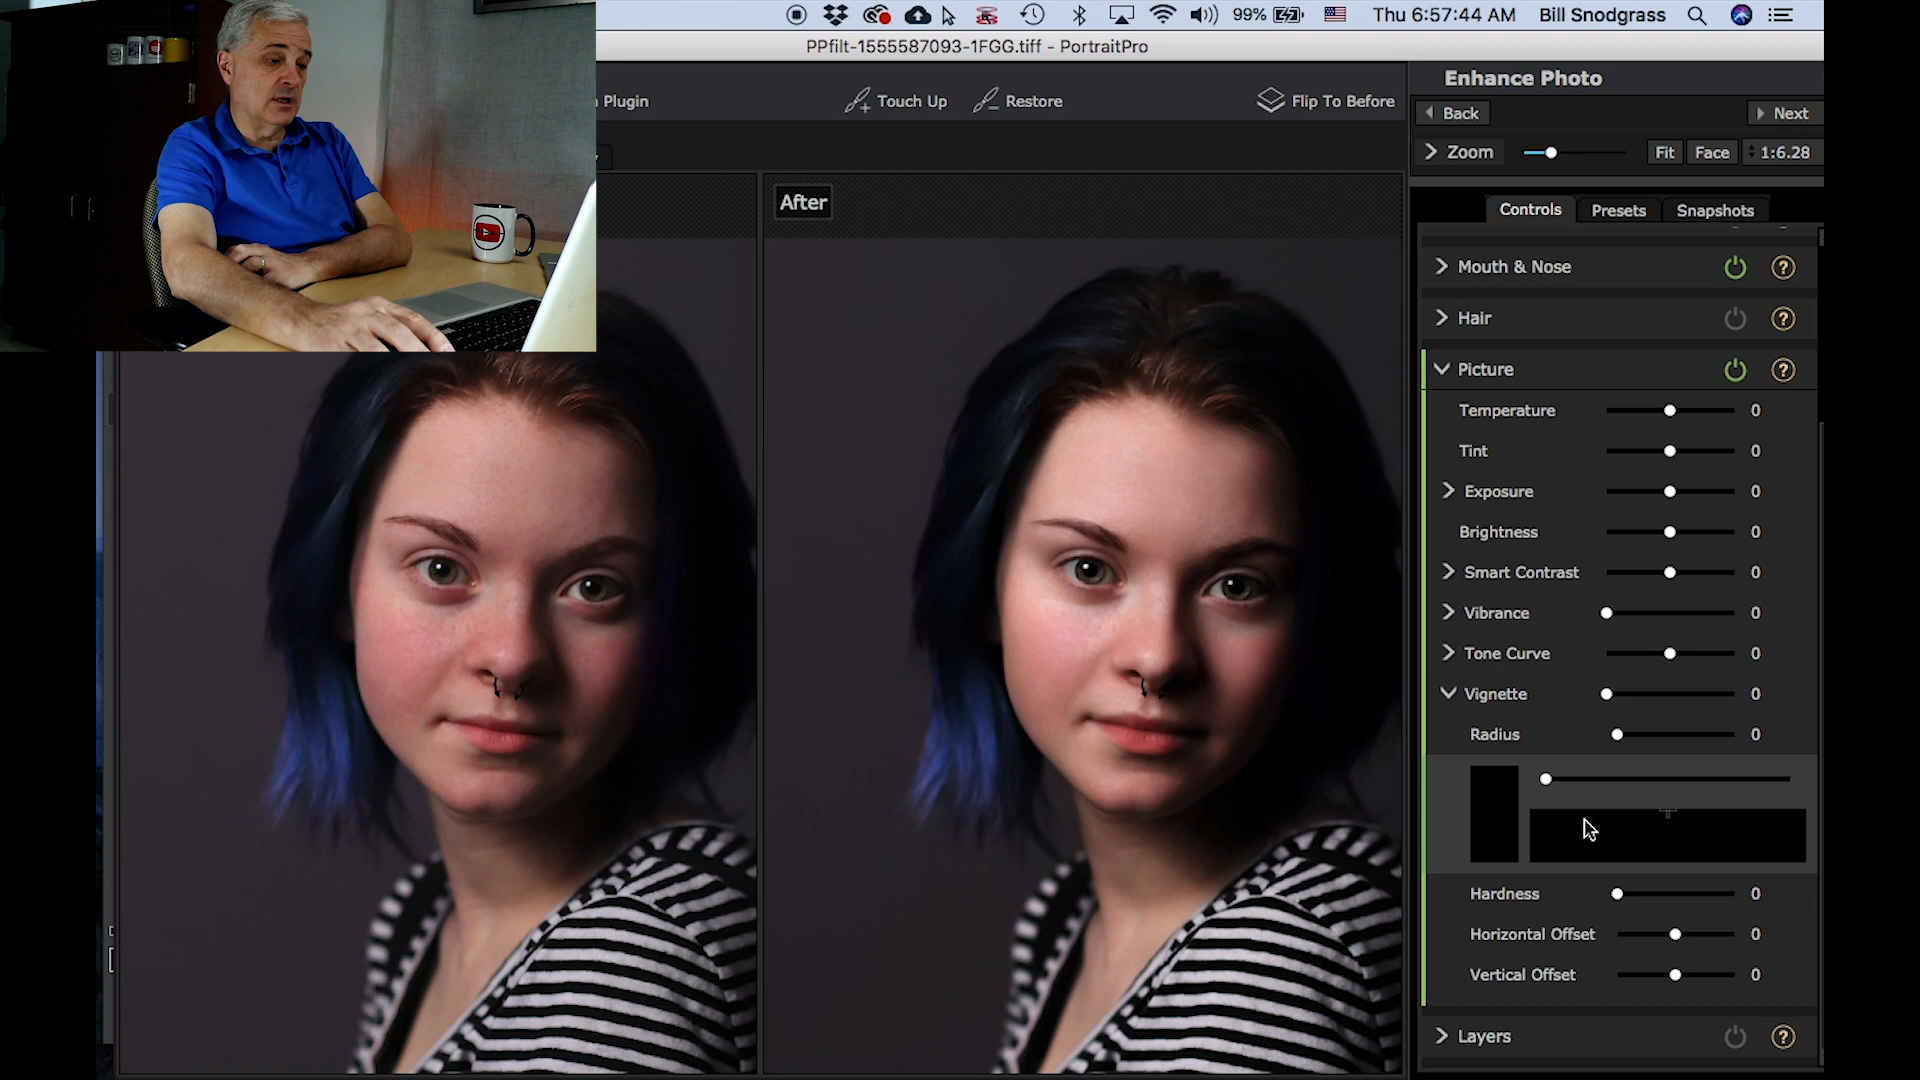 99% Thu 6:57:44 AM Bill Snodgrass
PPfilt-1555587093-1FGG.tiff - PortraitPro
Plugin Touch Up Restore Flip To Before
Enhance Photo
Back Next
Zoom Fit Face 1:6.28
After
Controls Presets Snapshots
Mouth & Nose ?
Hair ?
Picture ?
Temperature 0
Tint 0
Exposure 0
Brightness 0
Smart Contrast 0
Vibrance 0
Tone Curve 0
Vignette 0
Radius 0
Hardness 0
Horizontal Offset 0
Vertical Offset 0
Layers ?